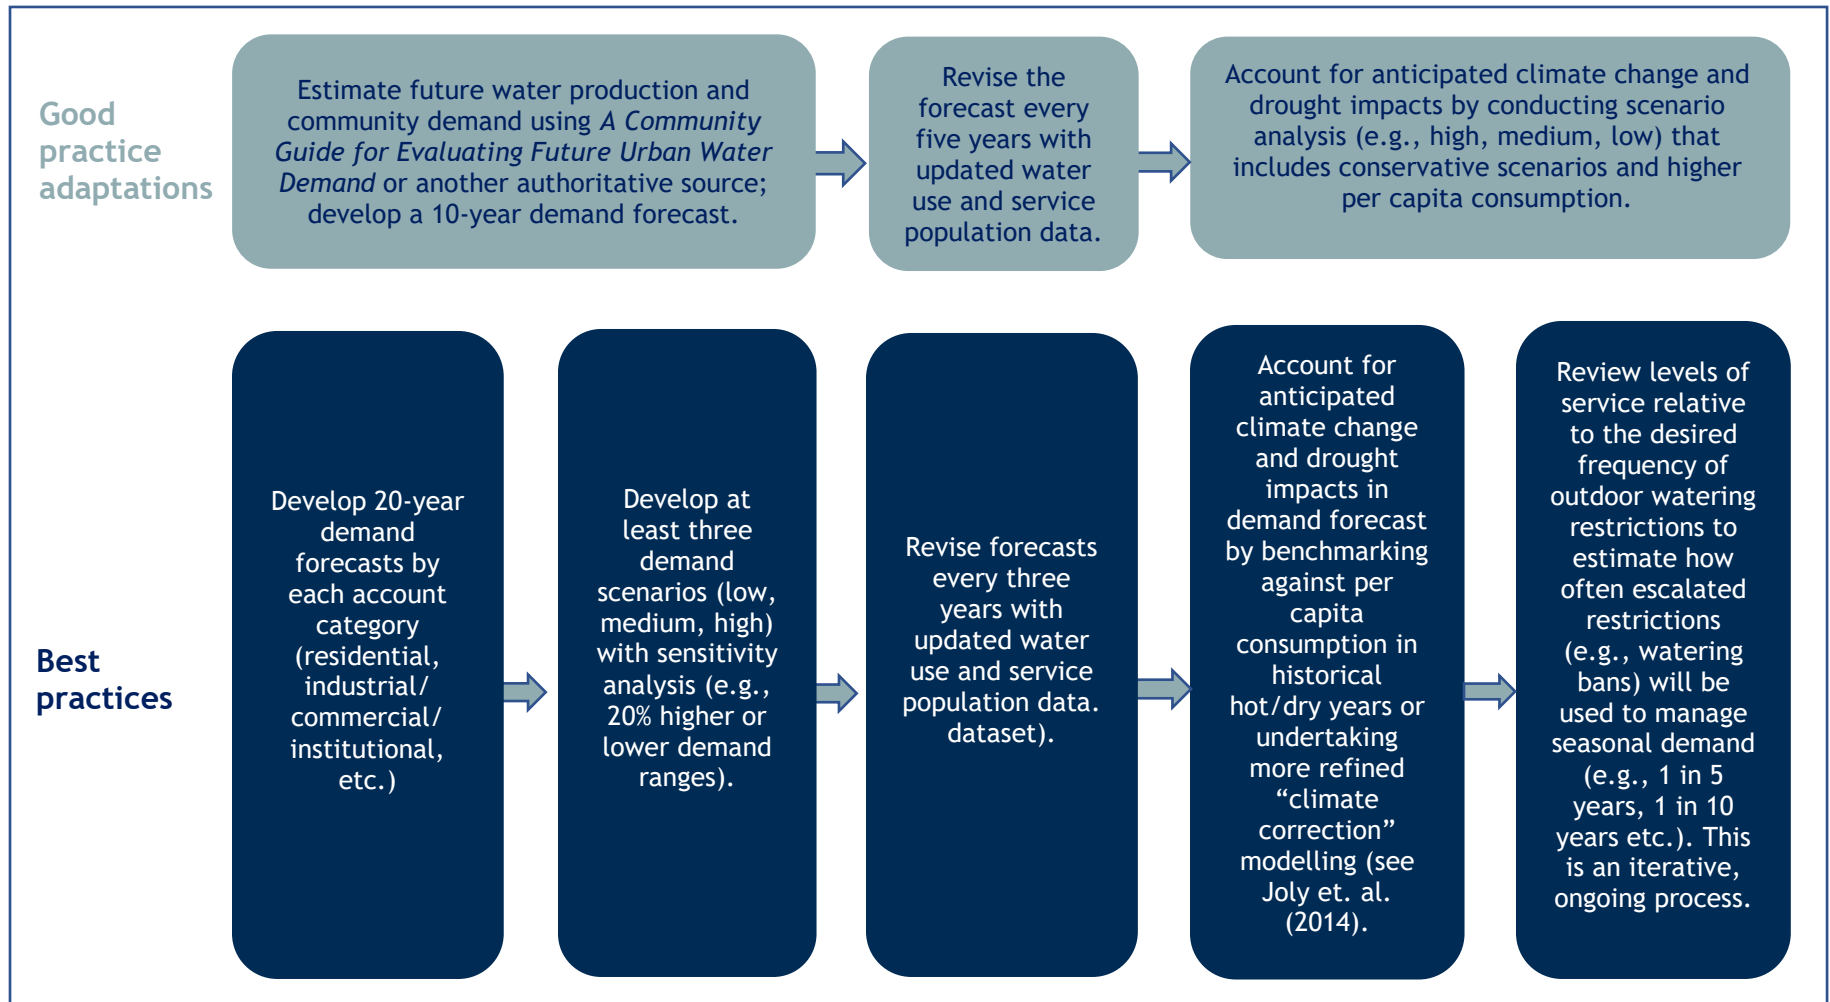 Good
practice
adaptations
Estimate future water production and
community demand using A Community
Guide for Evaluating Future Urban Water
Demand or another authoritative source;
develop a 10-year demand forecast.
Revise the
forecast every
five years with
updated water
use and service
population data.
Account for anticipated climate change and
drought impacts by conducting scenario
analysis (e.g., high, medium, low) that
includes conservative scenarios and higher
per capita consumption.
Best
practices
Develop 20-year
demand
forecasts by
each account
category
(residential,
industrial/
commercial/
institutional,
etc.)
Develop at
least three
demand
scenarios (low,
medium, high)
with sensitivity
analysis (e.g.,
20% higher or
lower demand
ranges).
Revise forecasts
every three
years with
updated water
use and service
population data.
dataset).
Account for
anticipated
climate change
and drought
impacts in
demand forecast
by benchmarking
against per
capita
consumption in
historical
hot/dry years or
undertaking
more refined
“climate
correction”
modelling (see
Joly et. al.
(2014).
Review levels of
service relative
to the desired
frequency of
outdoor watering
restrictions to
estimate how
often escalated
restrictions
(e.g., watering
bans) will be
used to manage
seasonal demand
(e.g., 1 in 5
years, 1 in 10
years etc.). This
is an iterative,
ongoing process.